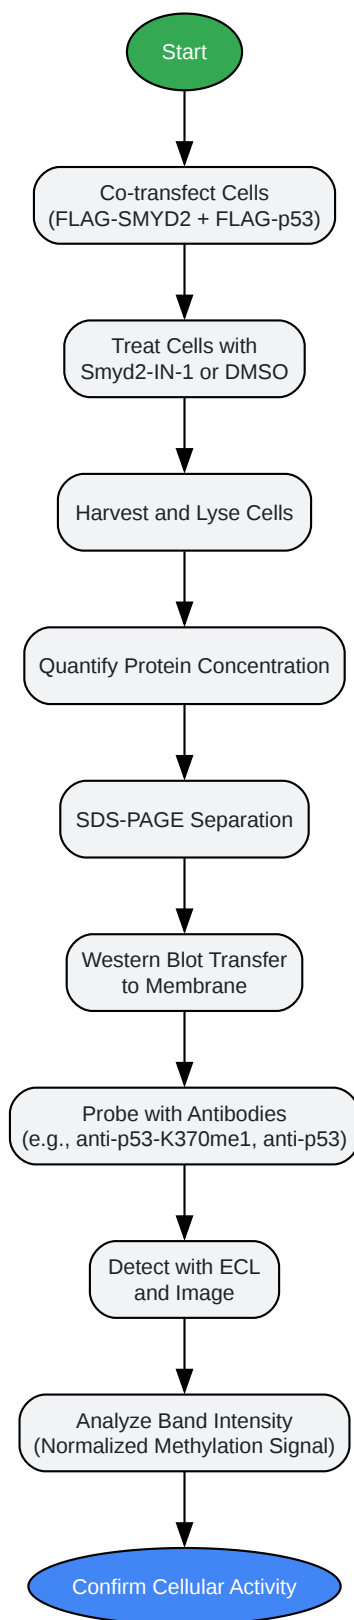 Start
Co-transfect Cells
(FLAG-SMYD2 + FLAG-p53)
Treat Cells with
Smyd2-IN-1 or DMSO
Harvest and Lyse Cells
Quantify Protein Concentration
SDS-PAGE Separation
Western Blot Transfer
to Membrane
Probe with Antibodies
(e.g., anti-p53-K370me1, anti-p53)
Detect with ECL
and Image
Analyze Band Intensity
(Normalized Methylation Signal)
Confirm Cellular Activity